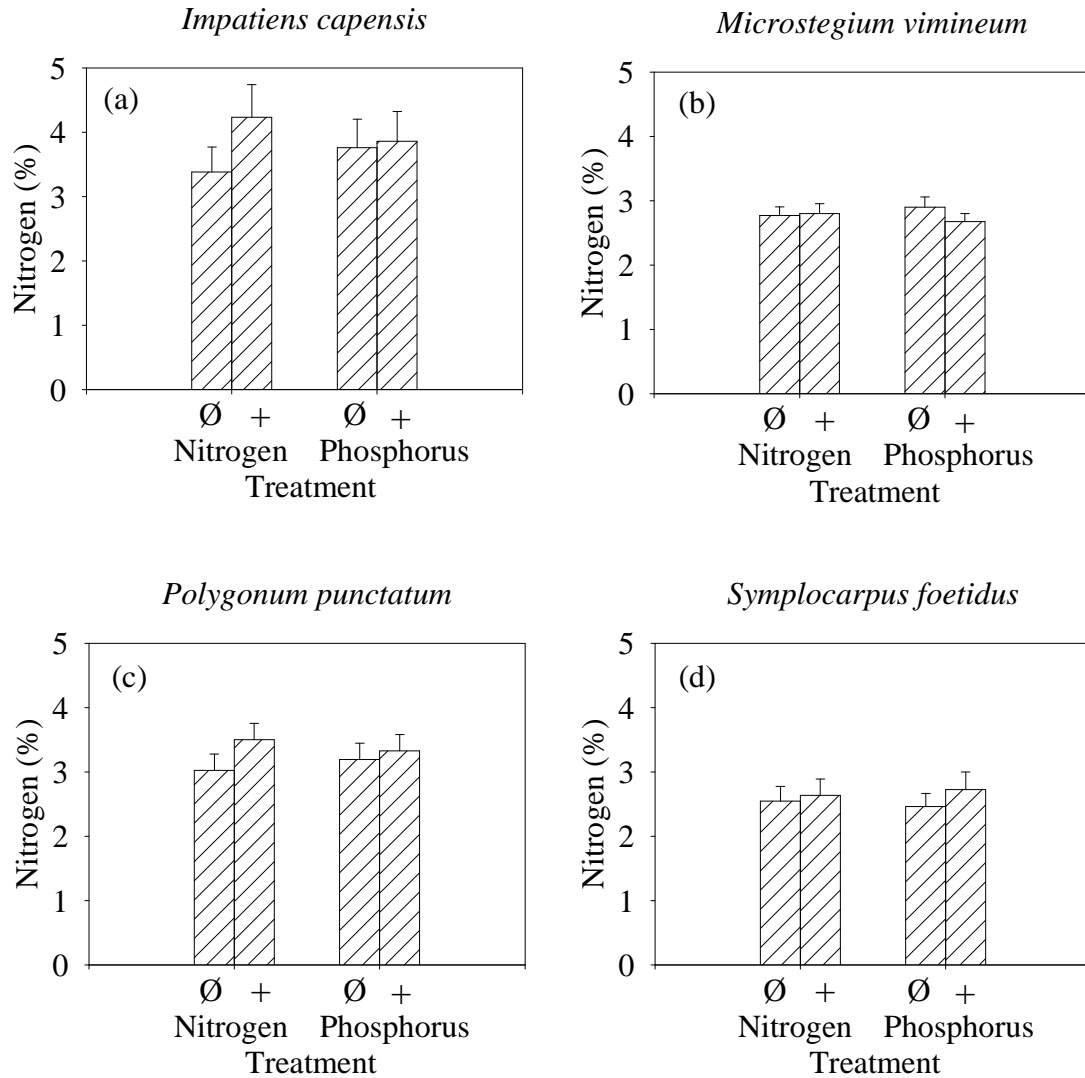 Impatiens capensis
(a)
Nitrogen (%)
5
4
3
2
1
0
Ø + Ø +
Nitrogen Phosphorus
Treatment
Microstegium vimineum
(b)
Nitrogen (%)
5
4
3
2
1
0
Ø + Ø +
Nitrogen Phosphorus
Treatment
Polygonum punctatum
(c)
Nitrogen (%)
5
4
3
2
1
0
Ø + Ø +
Nitrogen Phosphorus
Treatment
Symplocarpus foetidus
(d)
Nitrogen (%)
5
4
3
2
1
0
Ø + Ø +
Nitrogen Phosphorus
Treatment